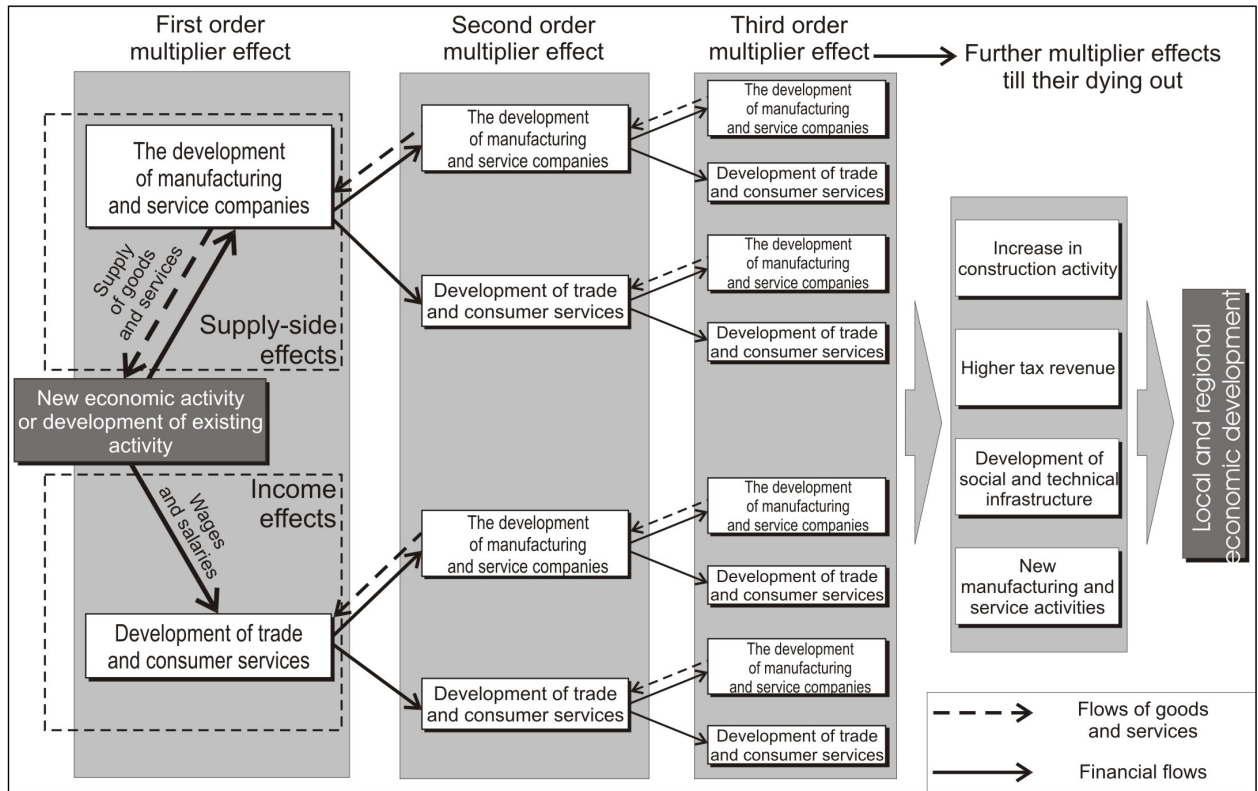 First order
multiplier effect
Second order
multiplier effect
Third order
multiplier effect
Further multiplier effects
till their dying out
The development
of manufacturing
and service companies
Supply
of goods
and services
Supply-side
effects
New economic activity
or development of existing
activity
Income
effects
Wages
and salaries
Development of trade
and consumer services
The development
of manufacturing
and service companies
Development of trade
and consumer services
The development
of manufacturing
and service companies
Development of trade
and consumer services
The development
of manufacturing
and service companies
Development of trade
and consumer services
The development
of manufacturing
and service companies
Development of trade
and consumer services
The development
of manufacturing
and service companies
Development of trade
and consumer services
The development
of manufacturing
and service companies
Development of trade
and consumer services
Increase in
construction activity
Higher tax revenue
Development of
social and technical
infrastructure
New
manufacturing and
service activities
Local and regional
economic development
Flows of goods
and services
Financial flows